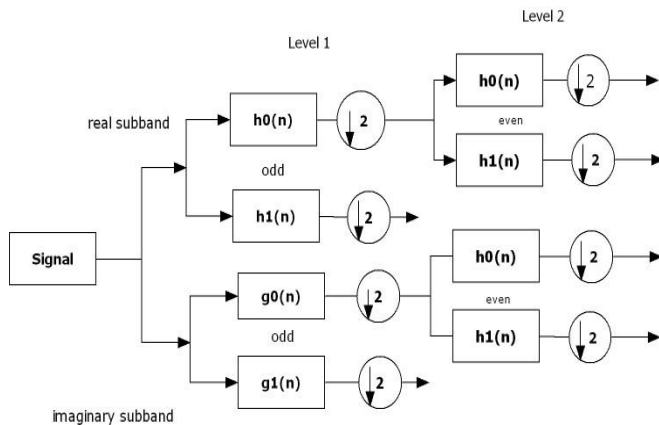 Level 1
Level 2
real subband
h0(n)
2
h0(n)
2
even
h1(n)
2
odd
h1(n)
2
Signal
g0(n)
2
h0(n)
2
even
h1(n)
2
odd
g1(n)
2
imaginary subband